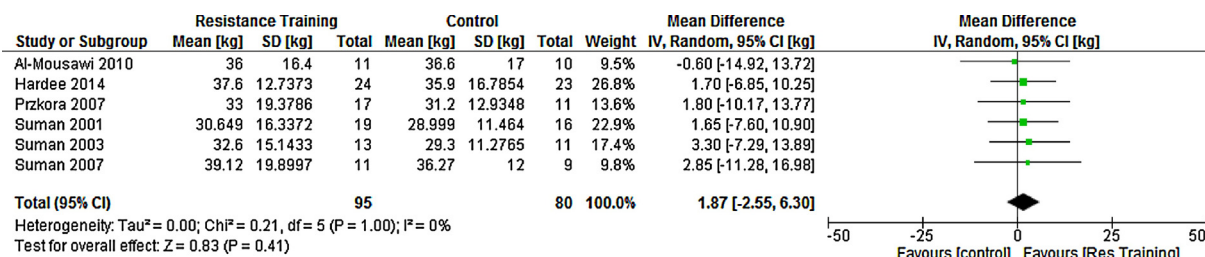 Resistance Training Control Mean Difference Mean Difference
Study or Subgroup Mean [kg] SD [kg] Total Mean [kg] SD [kg] Total Weight IV, Random, 95% CI [kg] IV, Random, 95% CI [kg]
Al-Mousawi 2010 36 16.4 11 36.6 17 10 9.5% -0.60 [-14.92, 13.72]
Hardee 2014 37.6 12.7373 24 35.9 16.7854 23 26.8% 1.70 [-6.85, 10.25]
Przkora 2007 33 19.3786 17 31.2 12.9348 11 13.6% 1.80 [-10.17, 13.77]
Suman 2001 30.649 16.3372 19 28.999 11.464 16 22.9% 1.65 [-7.60, 10.90]
Suman 2003 32.6 15.1433 13 29.3 11.2765 11 17.4% 3.30 [-7.29, 13.89]
Suman 2007 39.12 19.8997 11 36.27 12 9 9.8% 2.85 [-11.28, 16.98]
Total (95% CI) 95 80 100.0% 1.87 [-2.55, 6.30]
Heterogeneity: Tau² = 0.00; Chi² = 0.21, df = 5 (P = 1.00); I² = 0%
Test for overall effect: Z = 0.83 (P = 0.41)
-50 -25 0 25 50
Favours [control] Favours [Res Training]